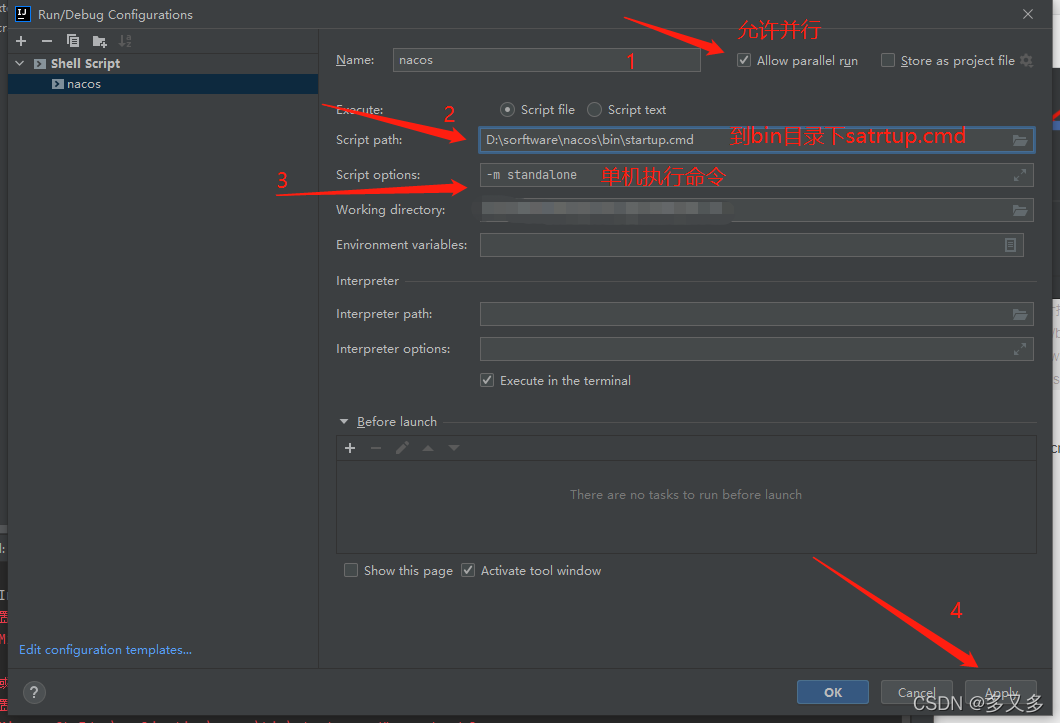 Run/Debug Configurations
Shell Script
nacos
Name:
nacos
1
允许并行
Allow parallel run
Store as project file
Execute:
Script file
Script text
2
Script path:
D:\sorftware\nacos\bin\startup.cmd
到bin目录下satrtup.cmd
3
Script options:
-m standalone
单机执行命令
Working directory:
Environment variables:
Interpreter
Interpreter path:
Interpreter options:
Execute in the terminal
Before launch
There are no tasks to run before launch
Show this page
Activate tool window
4
Edit configuration templates...
?
OK
Cancel
Apply
CSDN @多又多